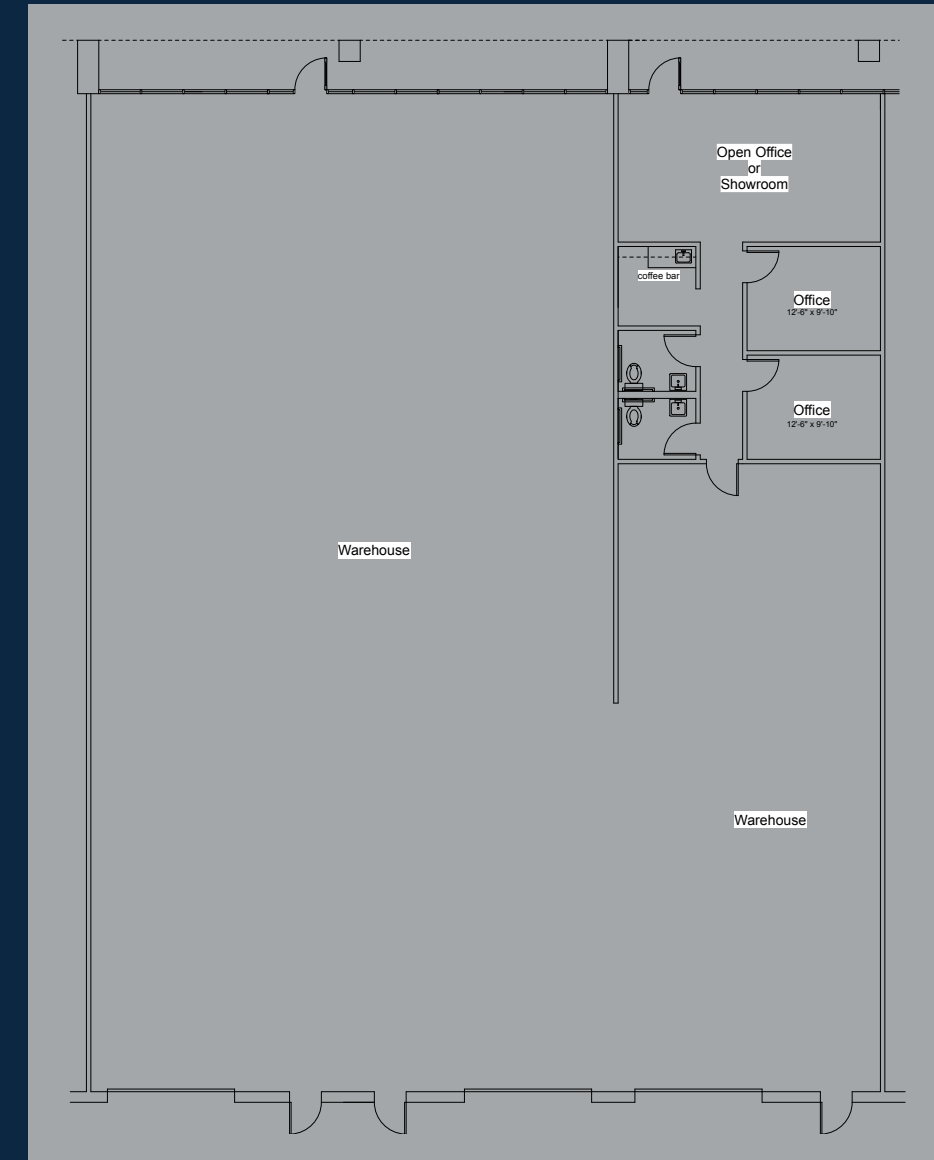 Open Office
or
Showroom
coffee bar
Office
12'-6" x 9'-10"
Office
12'-6" x 9'-10"
Warehouse
Warehouse